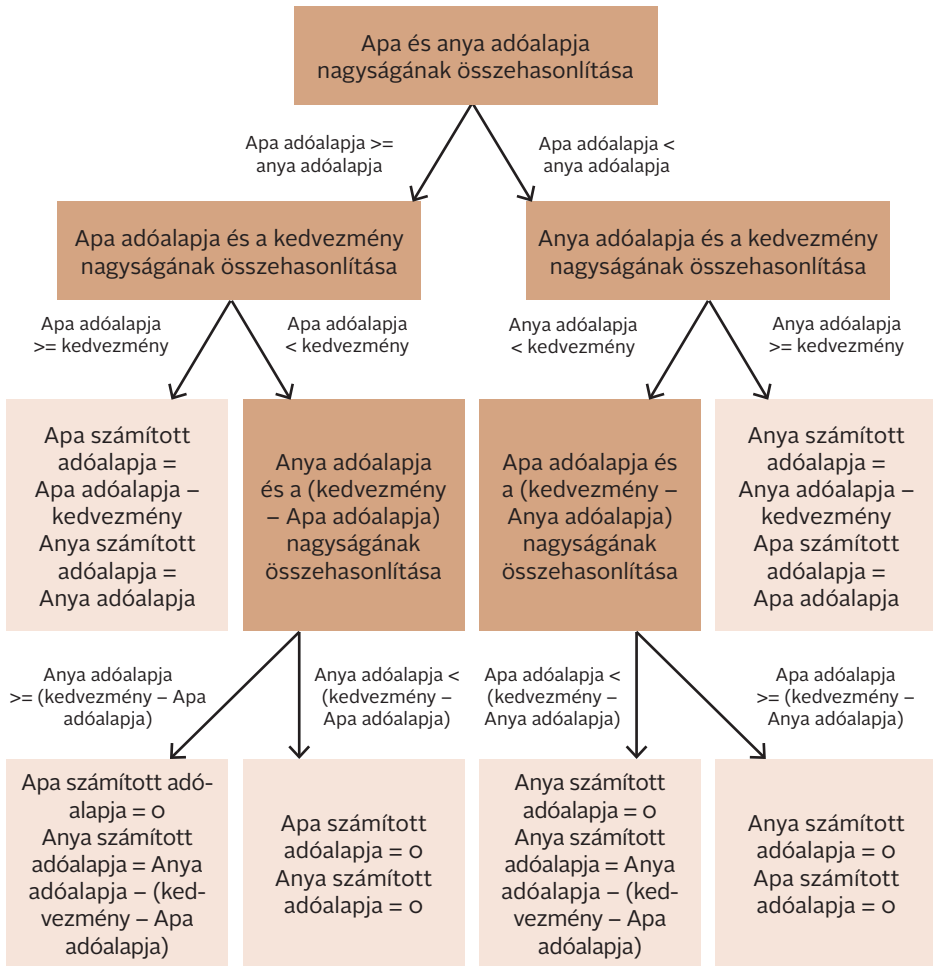 Apa és anya adóalapja
nagyságának összehasonlítása
Apa adóalapja >=
anya adóalapja
Apa adóalapja <
anya adóalapja
Apa adóalapja és a kedvezmény
nagyságának összehasonlítása
Anya adóalapja és a kedvezmény
nagyságának összehasonlítása
Apa adóalapja
>= kedvezmény
Apa adóalapja
< kedvezmény
Anya adóalapja
< kedvezmény
Anya adóalapja
>= kedvezmény
Apa számított
adóalapja =
Apa adóalapja –
kedvezmény
Anya számított
adóalapja =
Anya adóalapja
Anya adóalapja
és a (kedvezmény
– Apa adóalapja)
nagyságának
összehasonlítása
Apa adóalapja és
a (kedvezmény –
Anya adóalapja)
nagyságának
összehasonlítása
Anya számított
adóalapja =
Anya adóalapja –
kedvezmény
Apa számított
adóalapja =
Apa adóalapja
Anya adóalapja
>= (kedvezmény – Apa
adóalapja)
Anya adóalapja <
(kedvezmény –
Apa adóalapja)
Apa adóalapja <
(kedvezmény –
Anya adóalapja)
Apa adóalapja
>= (kedvezmény –
Anya adóalapja)
Apa számított adó-
alapja = 0
Anya számított
adóalapja = Anya
adóalapja – (ked-
vezmény – Apa
adóalapja)
Apa számított
adóalapja = 0
Anya számított
adóalapja = 0
Anya számított
adóalapja = 0
Anya számított
adóalapja = Anya
adóalapja – (ked-
vezmény – Apa
adóalapja)
Anya számított
adóalapja = 0
Apa számított
adóalapja = 0